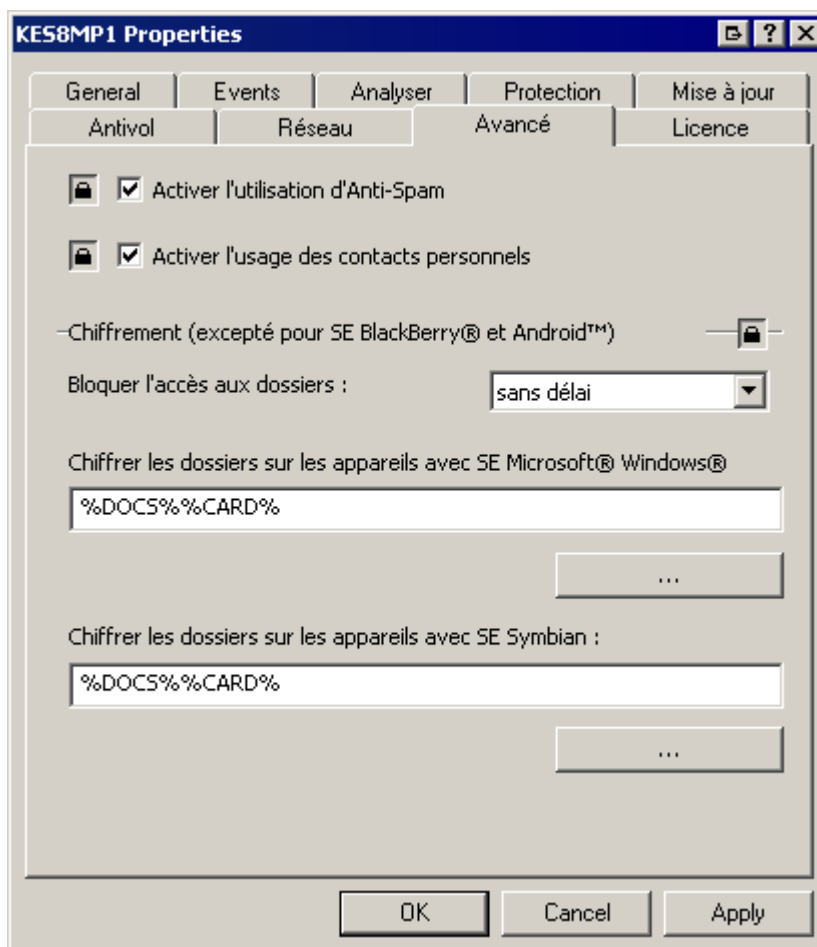 KES8MP1 Properties
General Events Analyser Protection Mise à jour
Antivol Réseau Avancé Licence
Activer l'utilisation d'Anti-Spam
Activer l'usage des contacts personnels
Chiffrement (excepté pour SE BlackBerry® et Android™)
Bloquer l'accès aux dossiers : sans délai
Chiffrer les dossiers sur les appareils avec SE Microsoft® Windows®
%DOCS%%CARD%
...
Chiffrer les dossiers sur les appareils avec SE Symbian :
%DOCS%%CARD%
...
OK Cancel Apply